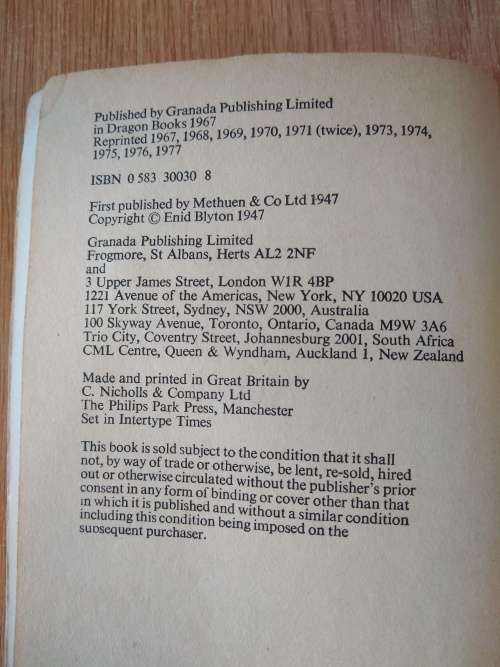 Published by Granada Publishing Limited
in Dragon Books 1967
Reprinted 1967, 1968, 1969, 1970, 1971 (twice), 1973, 1974,
1975, 1976, 1977
ISBN 0 583 30030 8
First published by Methuen & Co Ltd 1947
Copyright © Enid Blyton 1947
Granada Publishing Limited
Frogmore, St Albans, Herts AL2 2NF
and
3 Upper James Street, London W1R 4BP
1221 Avenue of the Americas, New York, NY 10020 USA
117 York Street, Sydney, NSW 2000, Australia
100 Skyway Avenue, Toronto, Ontario, Canada M9W 3A6
Trio City, Coventry Street, Johannesburg 2001, South Africa
CML Centre, Queen & Wyndham, Auckland 1, New Zealand
Made and printed in Great Britain by
C. Nicholls & Company Ltd
The Philips Park Press, Manchester
Set in Intertype Times
This book is sold subject to the condition that it shall
not, by way of trade or otherwise, be lent, re-sold, hired
out or otherwise circulated without the publisher's prior
consent in any form of binding or cover other than that
in which it is published and without a similar condition
including this condition being imposed on the
subsequent purchaser.